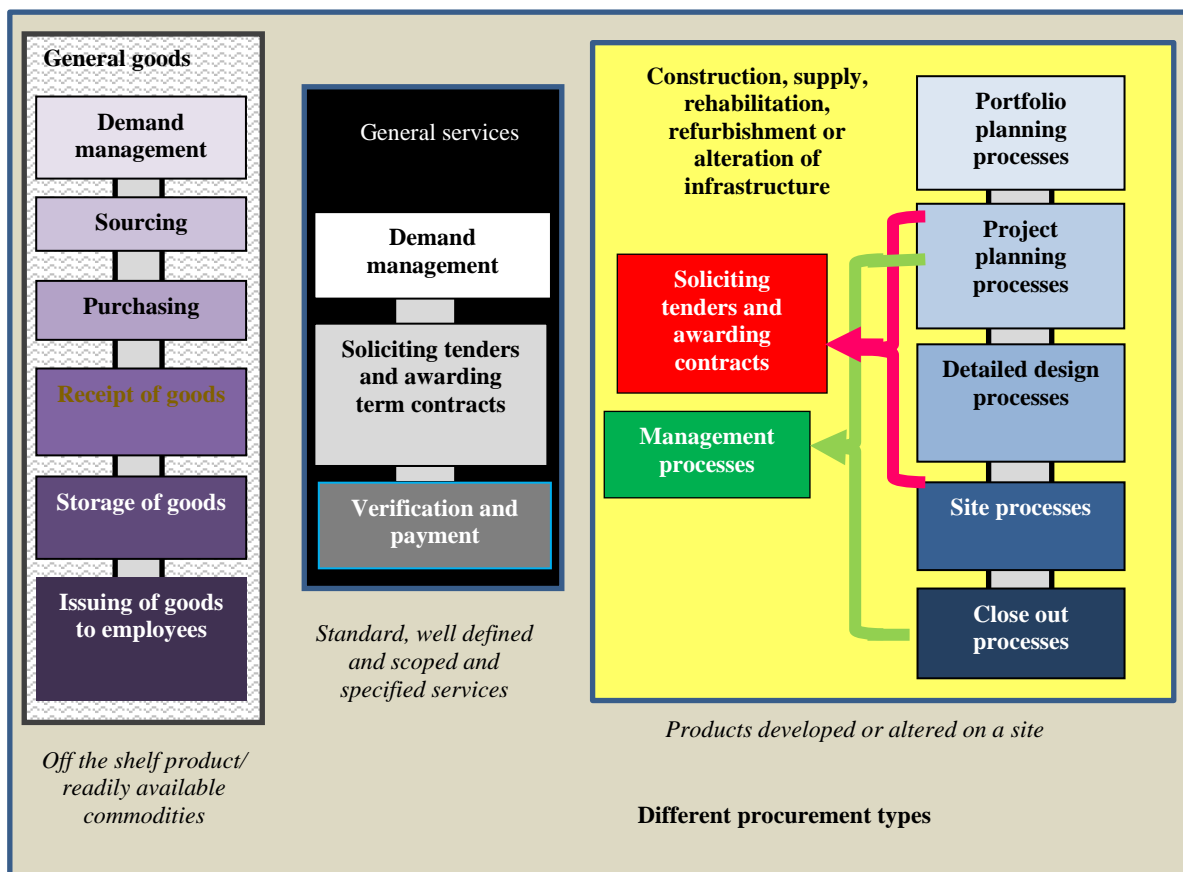 General goods
Demand
management
Sourcing
Purchasing
Receipt of goods
Storage of goods
Issuing of goods
to employees
Off the shelf product/
readily available
commodities
General services
Demand
management
Soliciting tenders
and awarding
term contracts
Verification and
payment
Standard, well defined
and scoped and
specified services
Construction, supply,
rehabilitation,
refurbishment or
alteration of
infrastructure
Soliciting
tenders and
awarding
contracts
Management
processes
Portfolio
planning
processes
Project
planning
processes
Detailed design
processes
Site processes
Close out
processes
Products developed or altered on a site
Different procurement types